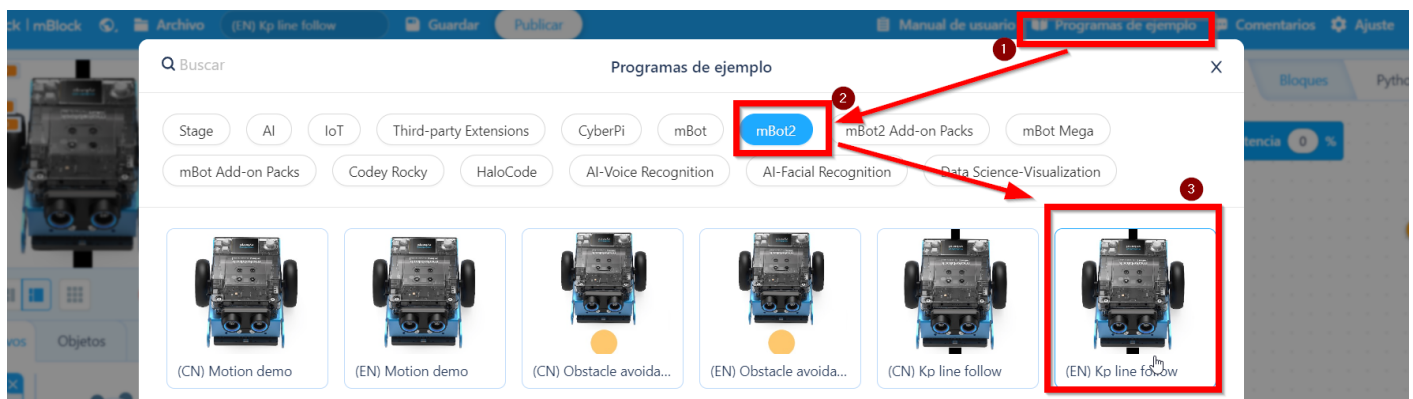 ck | mBlock
Archivo
(EN) Kp line follow
Guardar
Publicar
Manual de usuario
Programas de ejemplo
Comentarios
Ajuste
1
Buscar
Programas de ejemplo
X
Bloques
Pytho
2
Stage
AI
IoT
Third-party Extensions
CyberPi
mBot
mBot2
mBot2 Add-on Packs
mBot Mega
tencia 0 %
mBot Add-on Packs
Codey Rocky
HaloCode
AI-Voice Recognition
AI-Facial Recognition
Data Science-Visualization
3
vos
Objetos
(CN) Motion demo
(EN) Motion demo
(CN) Obstacle avoida...
(EN) Obstacle avoida...
(CN) Kp line follow
(EN) Kp line follow